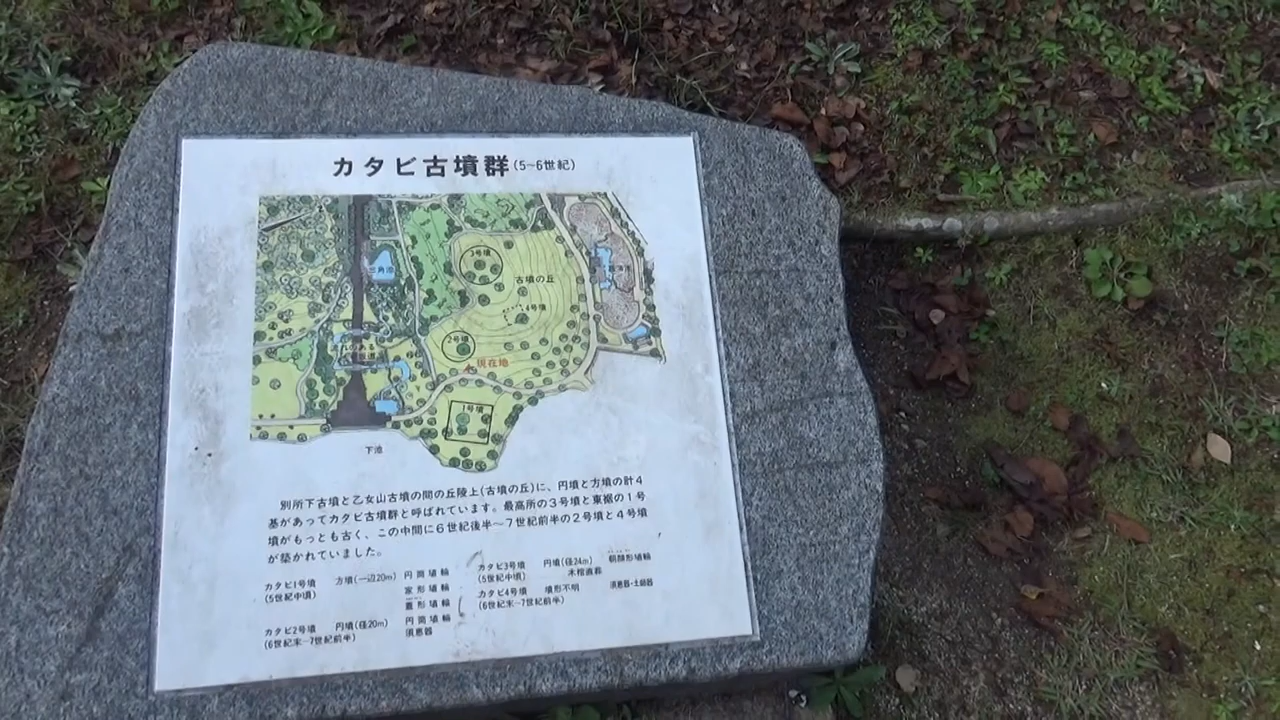 カタビ古墳群(5~6世紀)
3号墳
三角池
古墳の丘
4号墳
2号墳
現在地
1号墳
下池
別所下古墳と乙女山古墳の間の丘陵上(古墳の丘)に、円墳と方墳の計4
基があってカタビ古墳群と呼ばれています。最高所の3号墳と東裾の1号
墳がもっとも古く、この中間に6世紀後半~7世紀前半の2号墳と4号墳
が築かれていました。
カタビ1号墳 方墳(一辺20m) 円筒埴輪
(5世紀中頃) 家形埴輪
蓋形埴輪
カタビ2号墳 円墳(径20m) 円筒埴輪
(6世紀末~7世紀前半) 須恵器
カタビ3号墳 円墳(径24m) 朝顔形埴輪
(5世紀中頃) 木棺直葬
カタビ4号墳 墳形不明 須恵器・土師器
(6世紀末~7世紀前半)